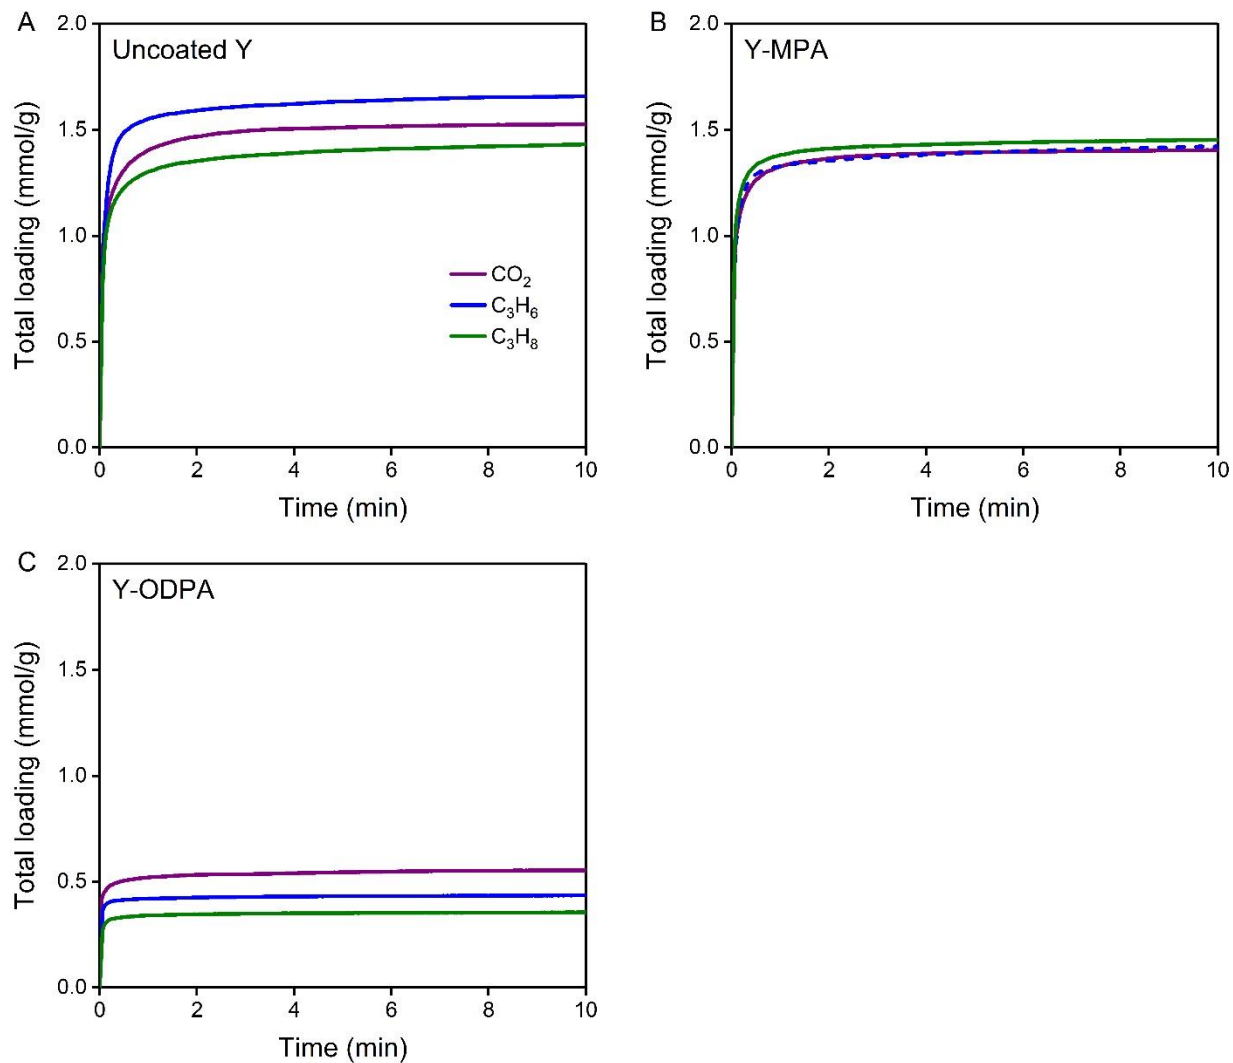 A
Uncoated Y
Total loading (mmol/g)
2.0
1.5
1.0
0.5
0.0
CO₂
C₃H₆
C₃H₈
0 2 4 6 8 10
Time (min)
B
Y-MPA
Total loading (mmol/g)
2.0
1.5
1.0
0.5
0.0
0 2 4 6 8 10
Time (min)
C
Y-ODPA
Total loading (mmol/g)
2.0
1.5
1.0
0.5
0.0
0 2 4 6 8 10
Time (min)